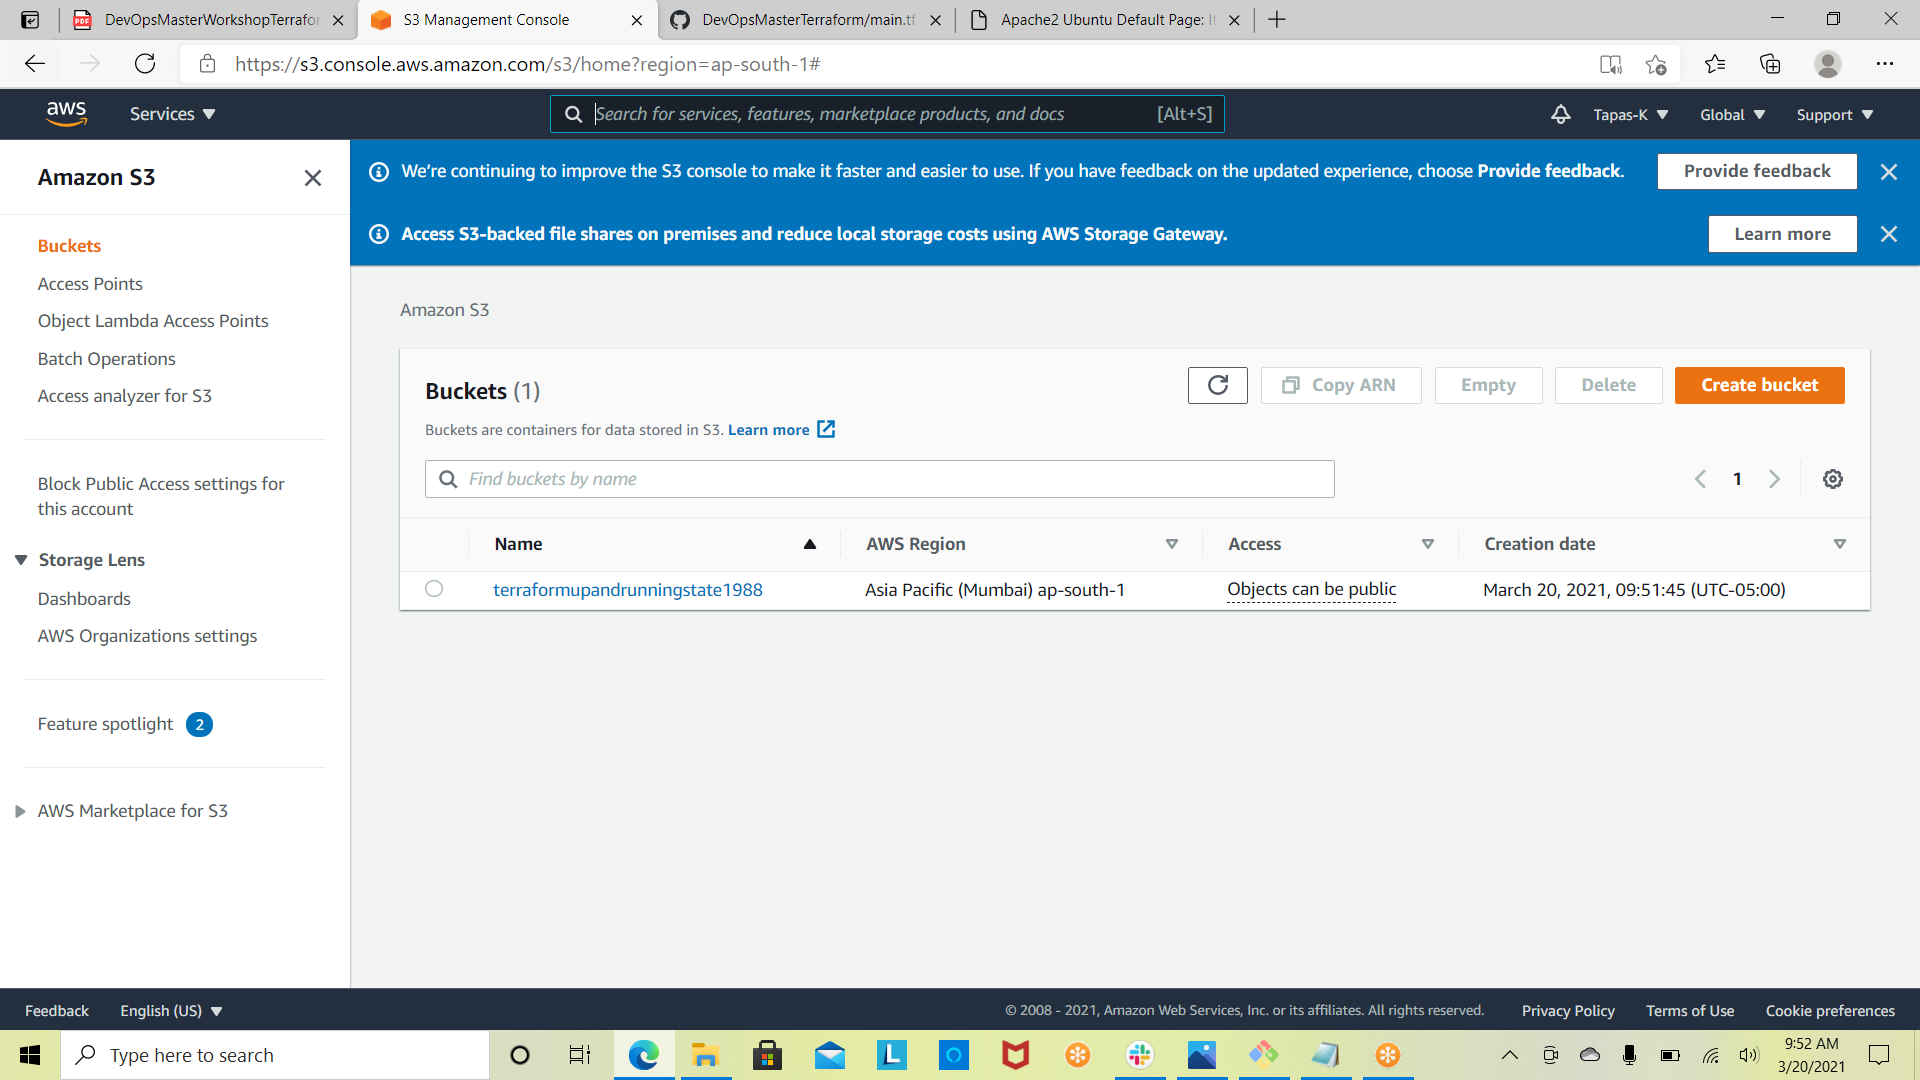 DevOpsMasterWorkshopTerrafor
S3 Management Console
DevOpsMasterTerraform/main.tf
Apache2 Ubuntu Default Page: It
https://s3.console.aws.amazon.com/s3/home?region=ap-south-1#
aws
Services
Search for services, features, marketplace products, and docs
[Alt+S]
Tapas-K
Global
Support
Amazon S3
Buckets
Access Points
Object Lambda Access Points
Batch Operations
Access analyzer for S3
Block Public Access settings for
this account
Storage Lens
Dashboards
AWS Organizations settings
Feature spotlight 2
AWS Marketplace for S3
We're continuing to improve the S3 console to make it faster and easier to use. If you have feedback on the updated experience, choose Provide feedback.
Provide feedback
Access S3-backed file shares on premises and reduce local storage costs using AWS Storage Gateway.
Learn more
Amazon S3
Buckets (1)
Copy ARN
Empty
Delete
Create bucket
Buckets are containers for data stored in S3. Learn more
Find buckets by name
1
Name
AWS Region
Access
Creation date
terraformupandrunningstate1988
Asia Pacific (Mumbai) ap-south-1
Objects can be public
March 20, 2021, 09:51:45 (UTC-05:00)
Feedback
English (US)
© 2008 - 2021, Amazon Web Services, Inc. or its affiliates. All rights reserved.
Privacy Policy
Terms of Use
Cookie preferences
Type here to search
L
9:52 AM
3/20/2021